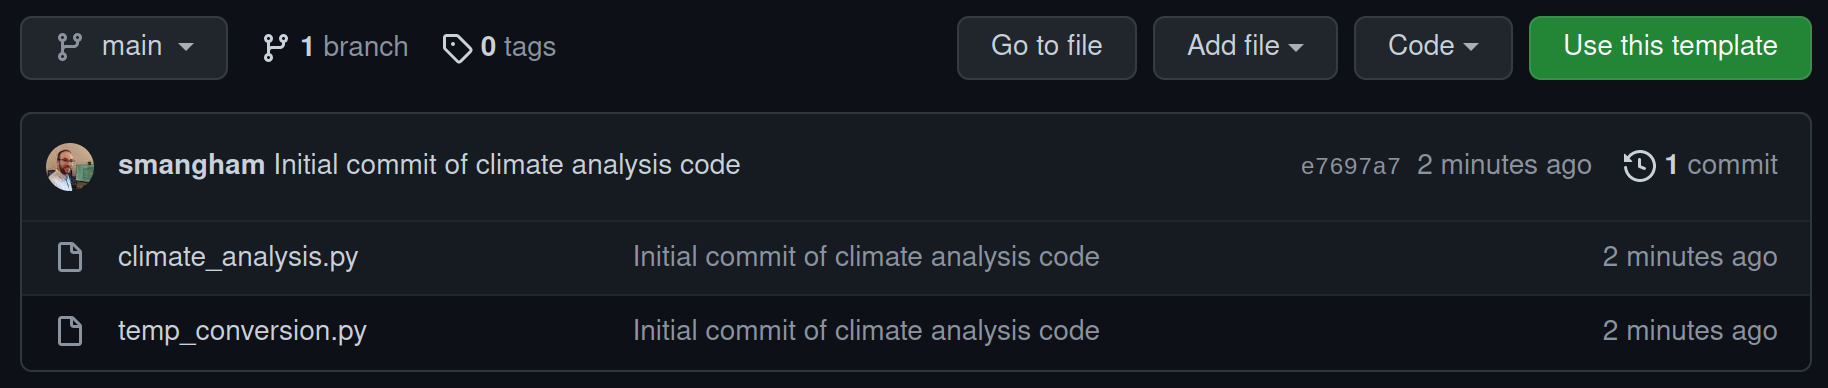 main 1 branch 0 tags Go to file Add file Code Use this template
smangham Initial commit of climate analysis code e7697a7 2 minutes ago 1 commit
climate_analysis.py Initial commit of climate analysis code 2 minutes ago
temp_conversion.py Initial commit of climate analysis code 2 minutes ago